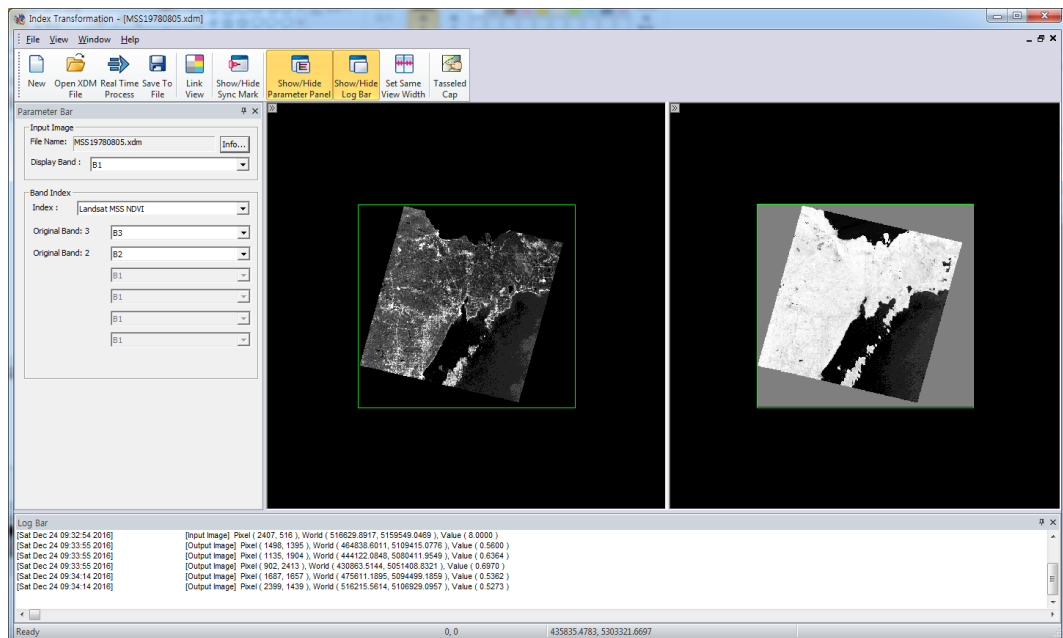 Index Transformation - [MSS19780805.xdm]
File View Window Help
New Open XDM File Real Time Process Save To File Link View Show/Hide Sync Mark Show/Hide Parameter Panel Show/Hide Log Bar Set Same View Width Tasseled Cap
Parameter Bar
Input Image
File Name: MSS19780805.xdm Info...
Display Band : B1
Band Index
Index : Landsat MSS NDVI
Original Band: 3 B3
Original Band: 2 B2
B1
B1
B1
B1
Log Bar
[Sat Dec 24 09:32:54 2016] [Input Image] Pixel ( 2407, 516 ), World ( 516629.8917, 5159549.0469 ), Value ( 8.0000 )
[Sat Dec 24 09:33:55 2016] [Output Image] Pixel ( 1498, 1395 ), World ( 464838.6011, 5109415.0776 ), Value ( 0.5600 )
[Sat Dec 24 09:33:55 2016] [Output Image] Pixel ( 1135, 1904 ), World ( 444122.0848, 5080411.9549 ), Value ( 0.6364 )
[Sat Dec 24 09:33:55 2016] [Output Image] Pixel ( 902, 2413 ), World ( 430863.5144, 5051408.8321 ), Value ( 0.6970 )
[Sat Dec 24 09:34:14 2016] [Output Image] Pixel ( 1687, 1657 ), World ( 475611.1895, 5094499.1859 ), Value ( 0.5362 )
[Sat Dec 24 09:34:14 2016] [Output Image] Pixel ( 2399, 1439 ), World ( 516215.5614, 5106929.0957 ), Value ( 0.5273 )
Ready 0, 0 435835.4783, 5303321.6697